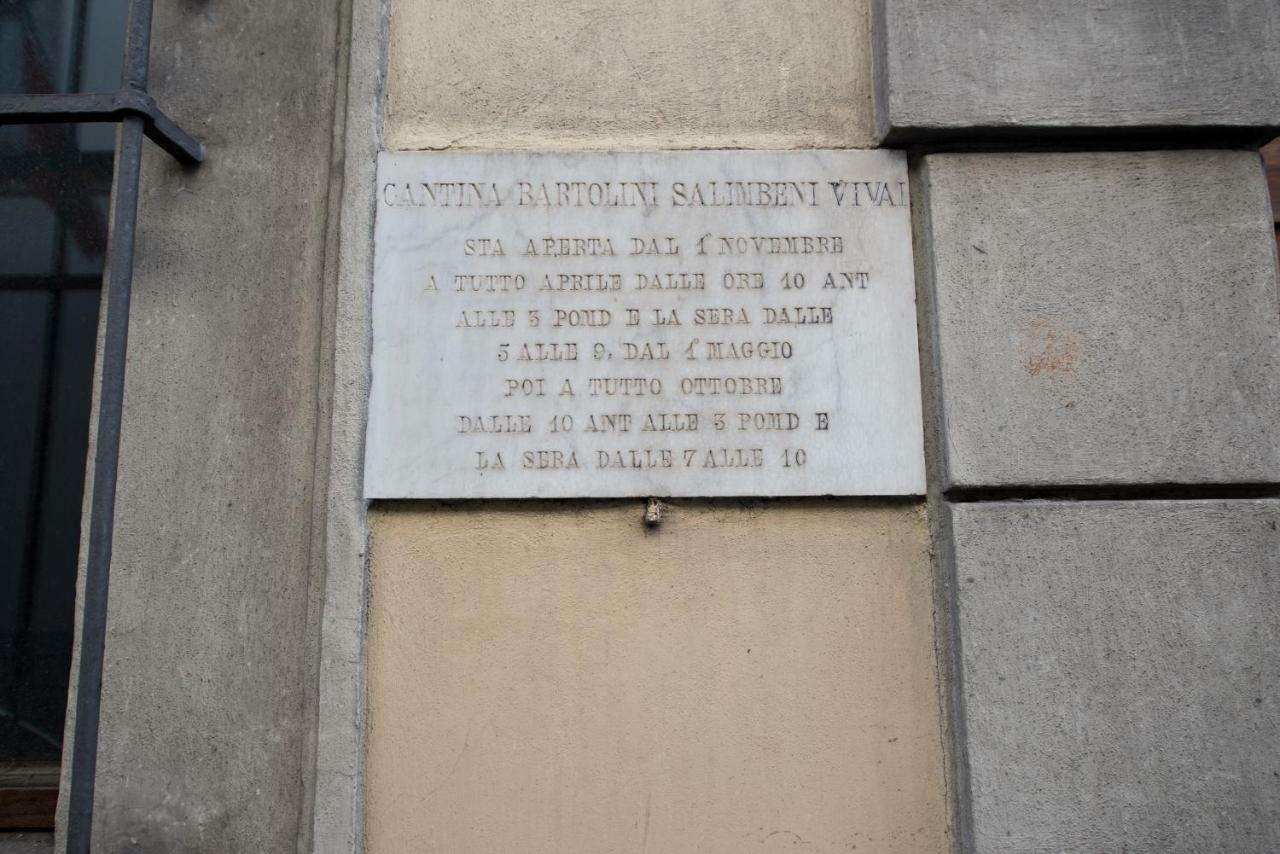 CANTINA BARTOLINI SALIMBENI VIVAI
STA APERTA DAL 1° NOVEMBRE
A TUTTO APRILE DALLE ORE 10 ANT
ALLE 3 POMD E LA SERA DALLE
5 ALLE 9, DAL 1° MAGGIO
POI A TUTTO OTTOBRE
DALLE 10 ANT ALLE 3 POMD E
LA SERA DALLE 7 ALLE 10